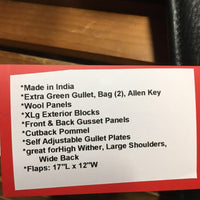 *Made in India
*Extra Green Gullet, Bag (2), Allen Key
*Wool Panels
*XLg Exterior Blocks
*Front & Back Gusset Panels
*Cutback Pommel
*Self Adjustable Gullet Plates
*great forHigh Wither, Large Shoulders,
Wide Back
*Flaps: 17"L x 12"W